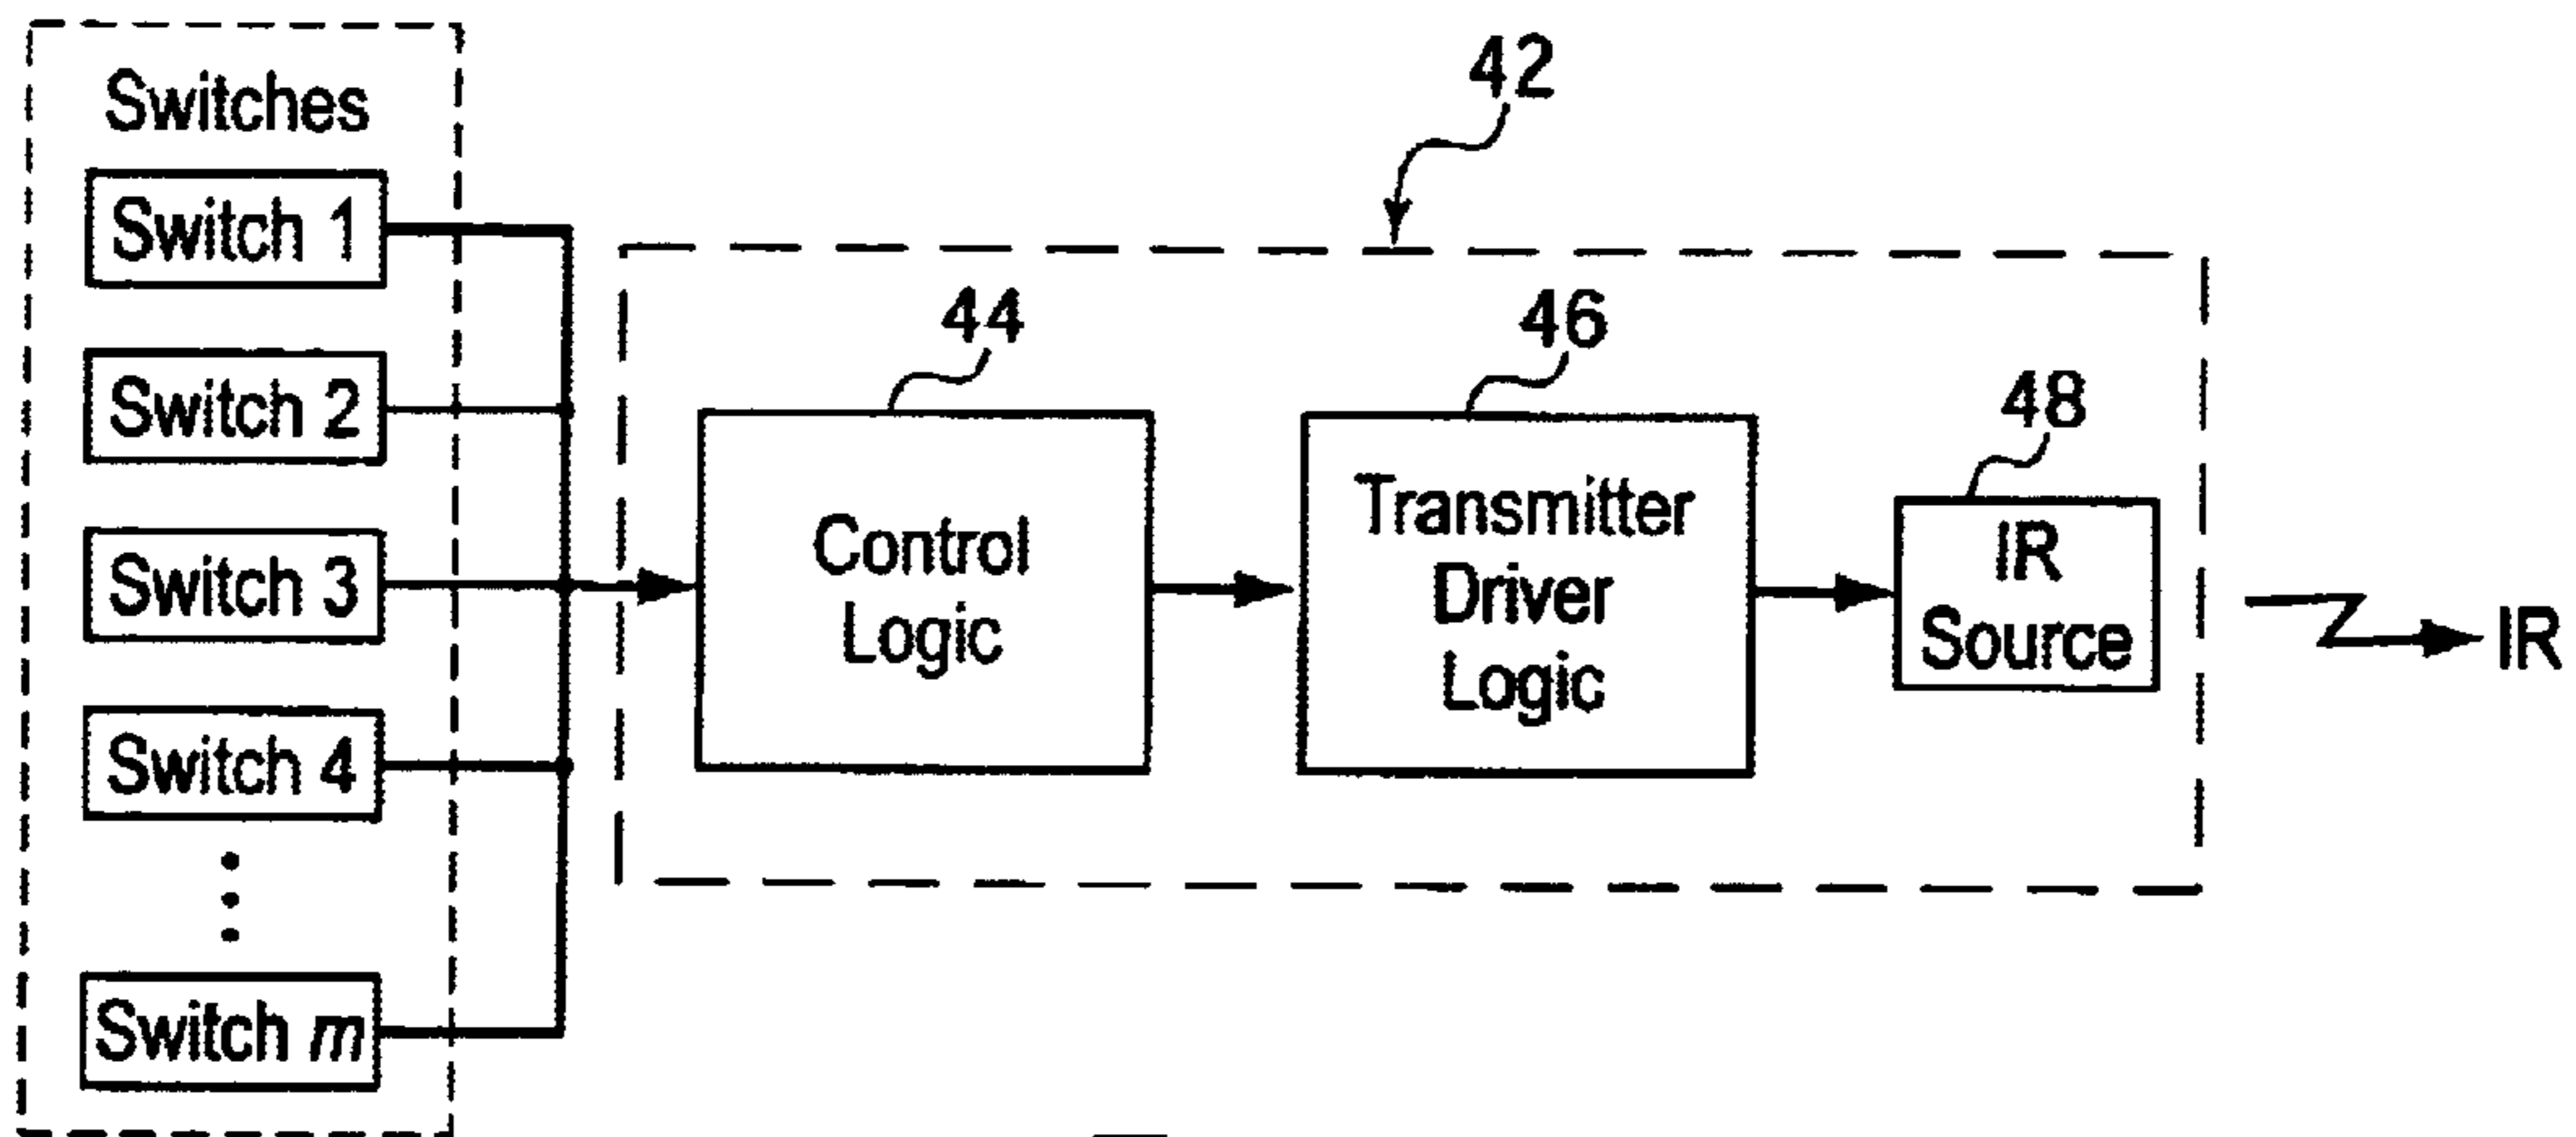 Switches
Switch 1
Switch 2
Switch 3
Switch 4
Switch m
42
44
Control
Logic
46
Transmitter
Driver
Logic
48
IR
Source
IR